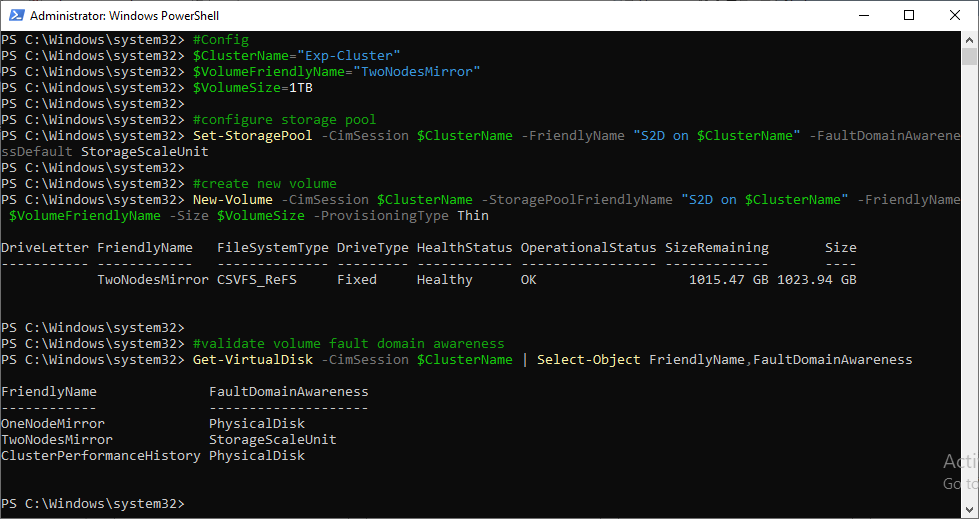 Administrator: Windows PowerShell
PS C:\Windows\system32> #Config
PS C:\Windows\system32> $ClusterName="Exp-Cluster"
PS C:\Windows\system32> $VolumeFriendlyName="TwoNodesMirror"
PS C:\Windows\system32> $VolumeSize=1TB
PS C:\Windows\system32>
PS C:\Windows\system32> #configure storage pool
PS C:\Windows\system32> Set-StoragePool -CimSession $ClusterName -FriendlyName "S2D on $ClusterName" -FaultDomainAwarene
ssDefault StorageScaleUnit
PS C:\Windows\system32>
PS C:\Windows\system32> #create new volume
PS C:\Windows\system32> New-Volume -CimSession $ClusterName -StoragePoolFriendlyName "S2D on $ClusterName" -FriendlyName
 $VolumeFriendlyName -Size $VolumeSize -ProvisioningType Thin
DriveLetter FriendlyName   FileSystemType DriveType HealthStatus OperationalStatus SizeRemaining       Size
----------- ------------   -------------- --------- ------------ ----------------- -------------       ----
            TwoNodesMirror CSVFS_ReFS     Fixed     Healthy      OK                   1015.47 GB 1023.94 GB
PS C:\Windows\system32>
PS C:\Windows\system32> #validate volume fault domain awareness
PS C:\Windows\system32> Get-VirtualDisk -CimSession $ClusterName | Select-Object FriendlyName,FaultDomainAwareness
FriendlyName              FaultDomainAwareness
------------              --------------------
OneNodeMirror             PhysicalDisk
TwoNodesMirror            StorageScaleUnit
ClusterPerformanceHistory PhysicalDisk
PS C:\Windows\system32>
Acti
Go to